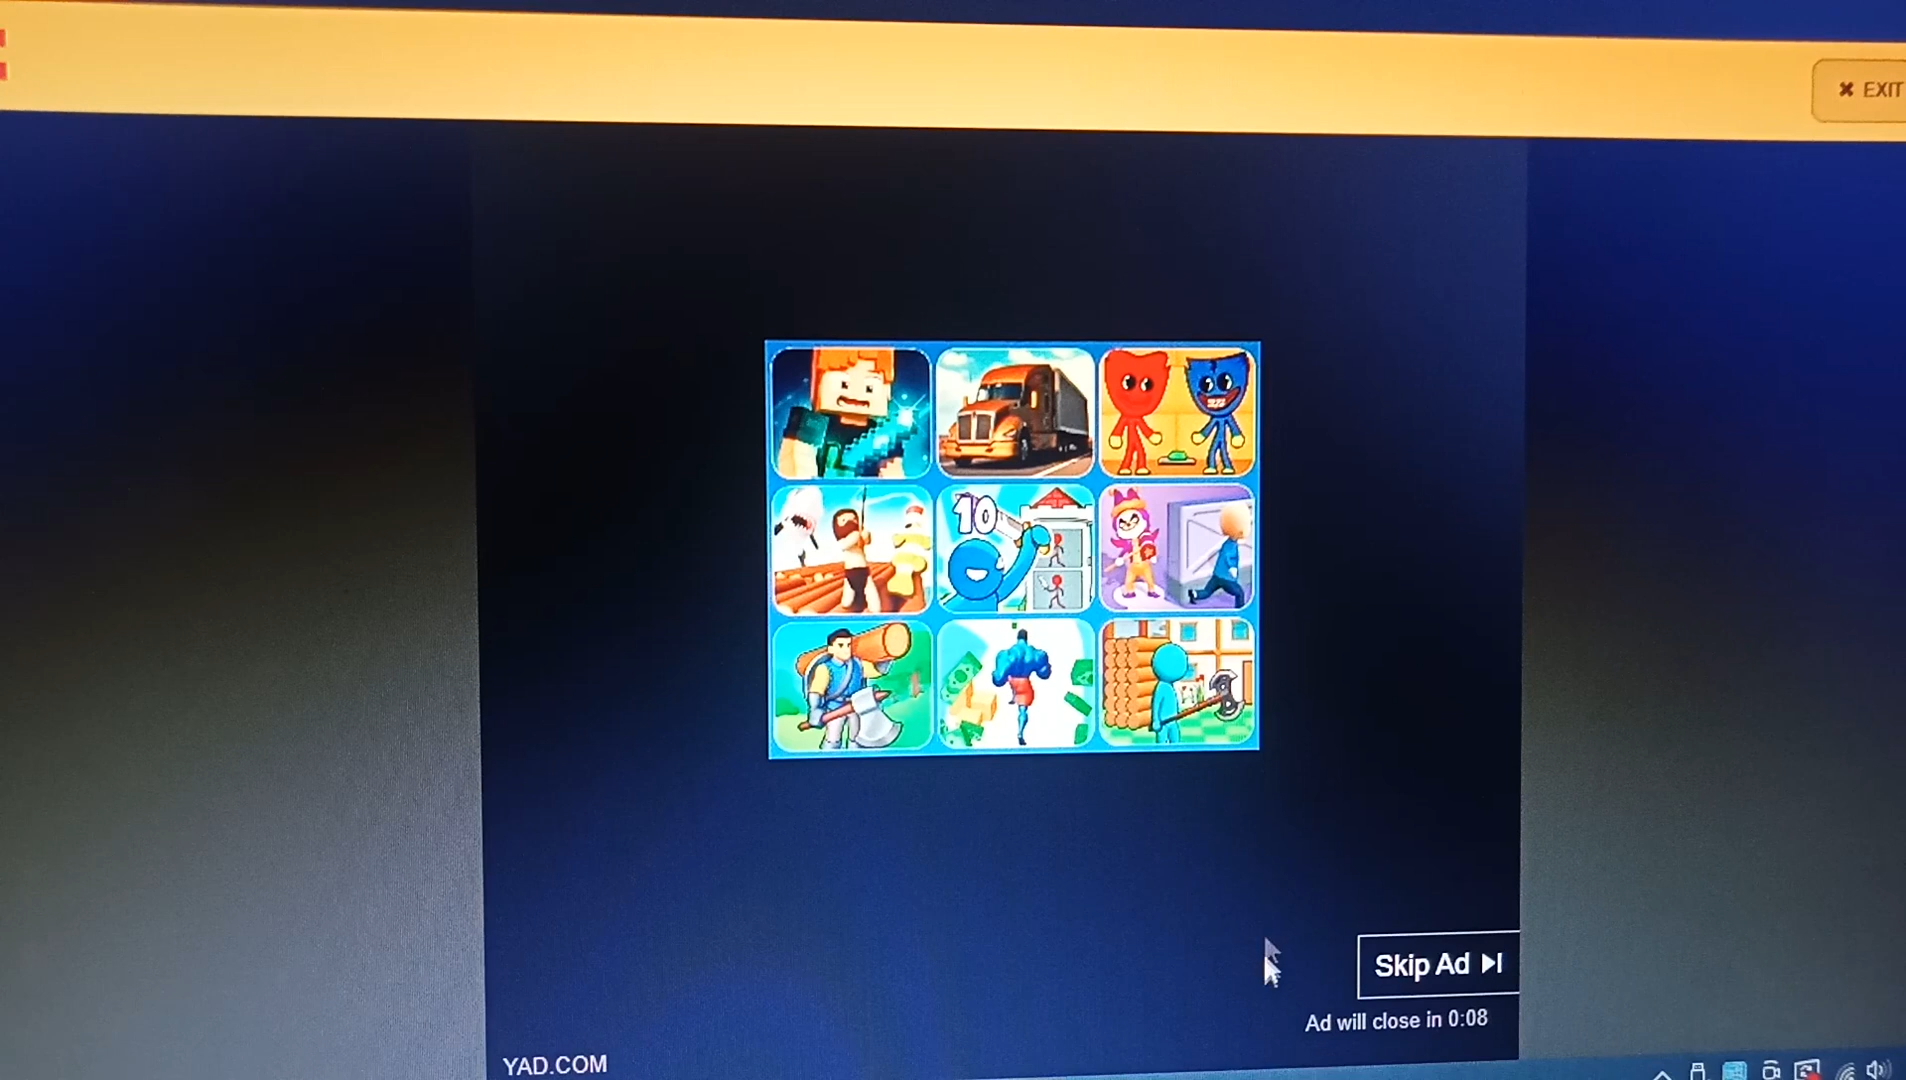 ✖ EXIT
10
Skip Ad
Ad will close in 0:08
YAD.COM